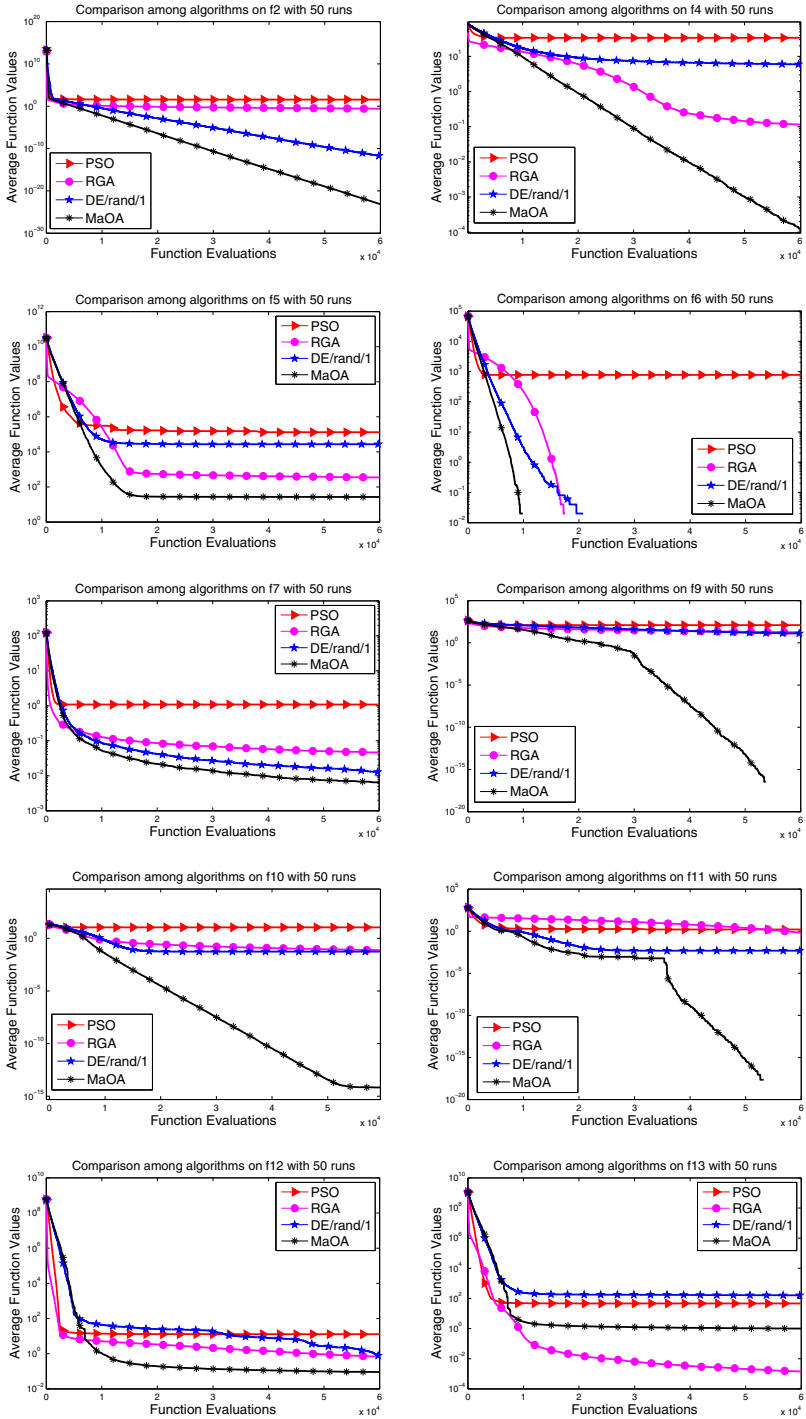 Comparison among algorithms on f2 with 50 runs
10^20
10^10
10^0
10^-10
10^-20
10^-30
Average Function Values
PSO
RGA
DE/rand/1
MaOA
0 1 2 3 4 5 6
x 10^4
Function Evaluations
Comparison among algorithms on f4 with 50 runs
10^1
10^0
10^-1
10^-2
10^-3
10^-4
Average Function Values
PSO
RGA
DE/rand/1
MaOA
0 1 2 3 4 5 6
x 10^4
Function Evaluations
Comparison among algorithms on f5 with 50 runs
10^12
10^10
10^8
10^6
10^4
10^2
10^0
Average Function Values
PSO
RGA
DE/rand/1
MaOA
0 1 2 3 4 5 6
x 10^4
Function Evaluations
Comparison among algorithms on f6 with 50 runs
10^5
10^4
10^3
10^2
10^1
10^0
10^-1
10^-2
Average Function Values
PSO
RGA
DE/rand/1
MaOA
0 1 2 3 4 5 6
x 10^4
Function Evaluations
Comparison among algorithms on f7 with 50 runs
10^3
10^2
10^1
10^0
10^-1
10^-2
10^-3
Average Function Values
PSO
RGA
DE/rand/1
MaOA
0 1 2 3 4 5 6
x 10^4
Function Evaluations
Comparison among algorithms on f9 with 50 runs
10^5
10^0
10^-5
10^-10
10^-15
10^-20
Average Function Values
PSO
RGA
DE/rand/1
MaOA
0 1 2 3 4 5 6
x 10^4
Function Evaluations
Comparison among algorithms on f10 with 50 runs
10^0
10^-5
10^-10
10^-15
Average Function Values
PSO
RGA
DE/rand/1
MaOA
0 1 2 3 4 5 6
x 10^4
Function Evaluations
Comparison among algorithms on f11 with 50 runs
10^5
10^0
10^-5
10^-10
10^-15
10^-20
Average Function Values
PSO
RGA
DE/rand/1
MaOA
0 1 2 3 4 5 6
x 10^4
Function Evaluations
Comparison among algorithms on f12 with 50 runs
10^10
10^8
10^6
10^4
10^2
10^0
10^-2
Average Function Values
PSO
RGA
DE/rand/1
MaOA
0 1 2 3 4 5 6
x 10^4
Function Evaluations
Comparison among algorithms on f13 with 50 runs
10^10
10^8
10^6
10^4
10^2
10^0
10^-2
10^-4
Average Function Values
PSO
RGA
DE/rand/1
MaOA
0 1 2 3 4 5 6
x 10^4
Function Evaluations